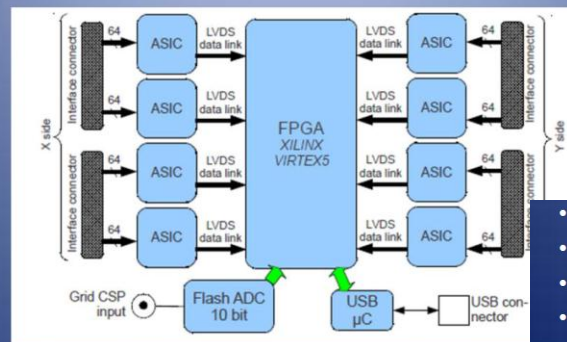 X side
Interface connector
64
ASIC
LVDS
data link
64
ASIC
LVDS
data link
Interface connector
64
ASIC
LVDS
data link
64
ASIC
LVDS
data link
FPGA
XILINX
VIRTEX5
LVDS
data link
ASIC
64
LVDS
data link
ASIC
64
Interface connector
LVDS
data link
ASIC
64
LVDS
data link
ASIC
64
Interface connector
Y side
Grid CSP
input
Flash ADC
10 bit
USB
µC
USB con-
nector
•
•
•
•